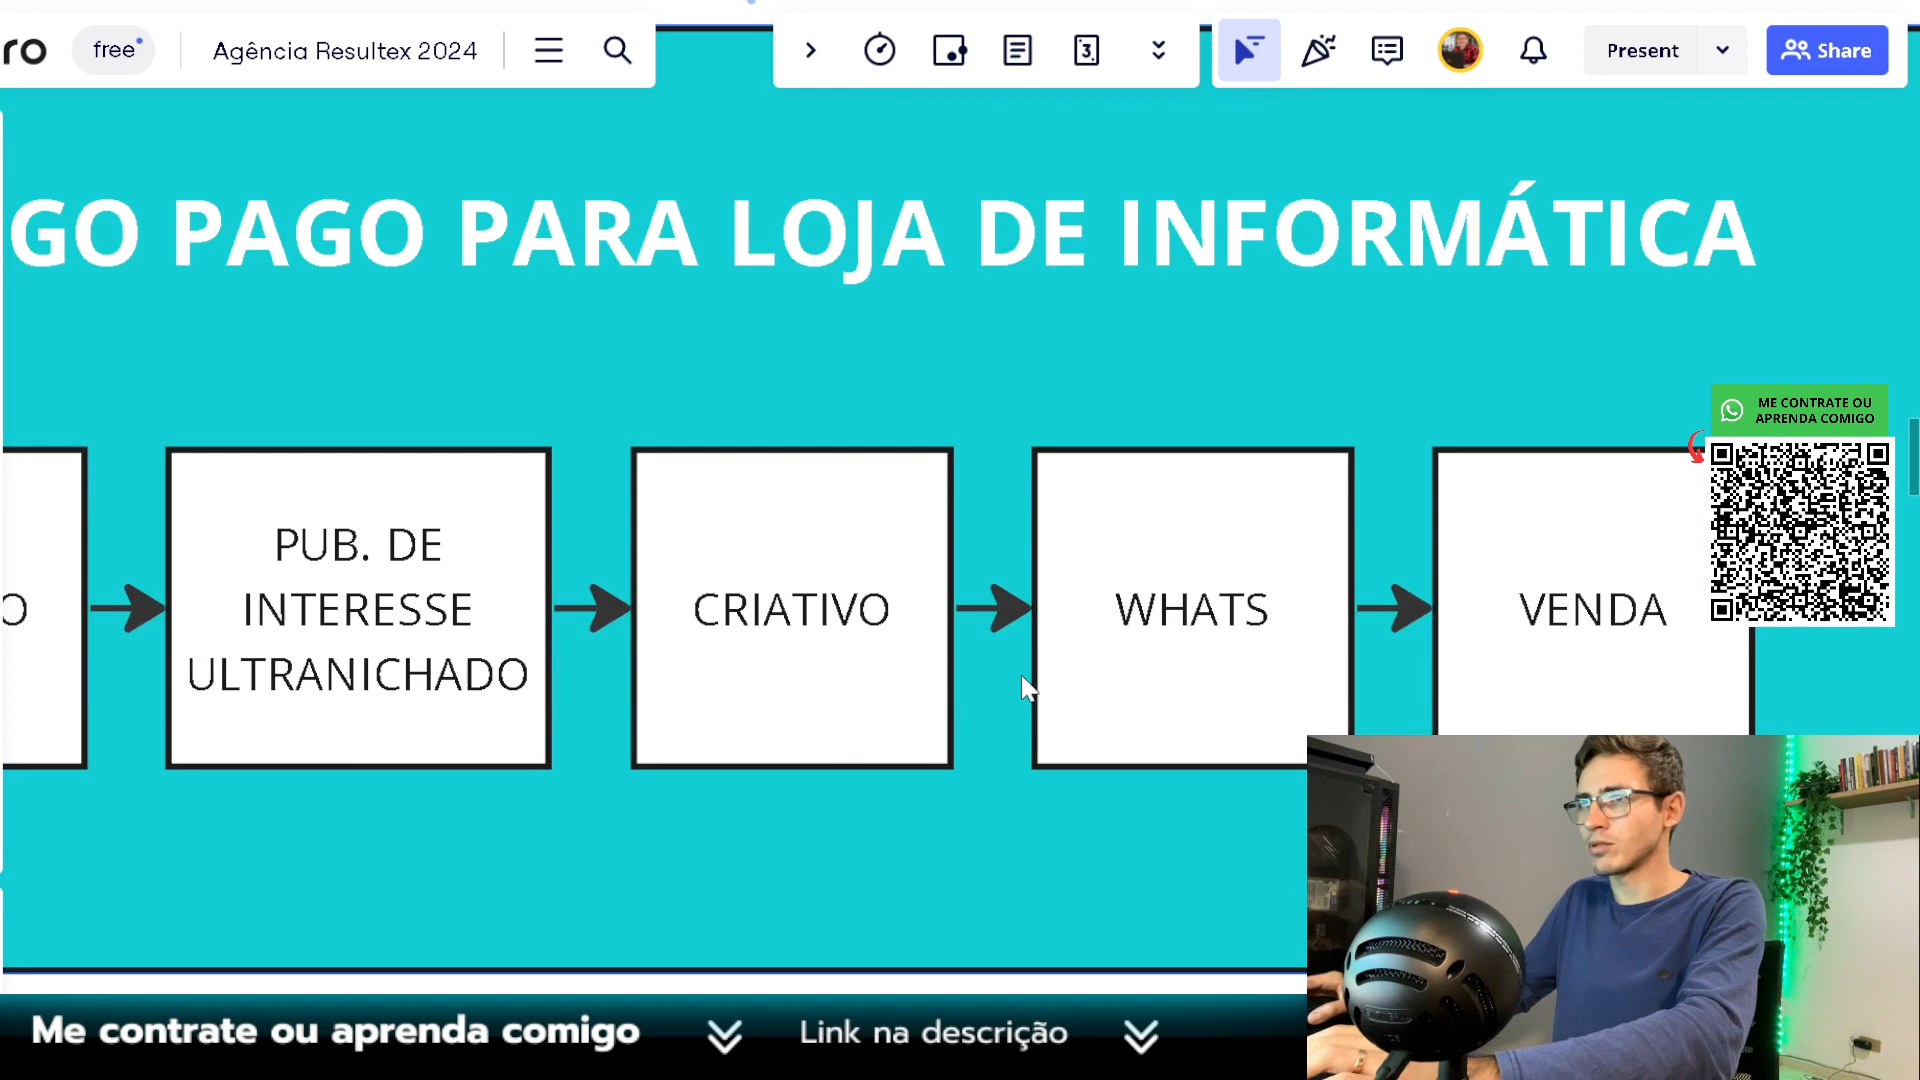 ro
free
Agência Resultex 2024
3
Present
Share
GO PAGO PARA LOJA DE INFORMÁTICA
ME CONTRATE OU
APRENDA COMIGO
O
PUB. DE
INTERESSE
ULTRANICHADO
CRIATIVO
WHATS
VENDA
Me contrate ou aprenda comigo
Link na descrição